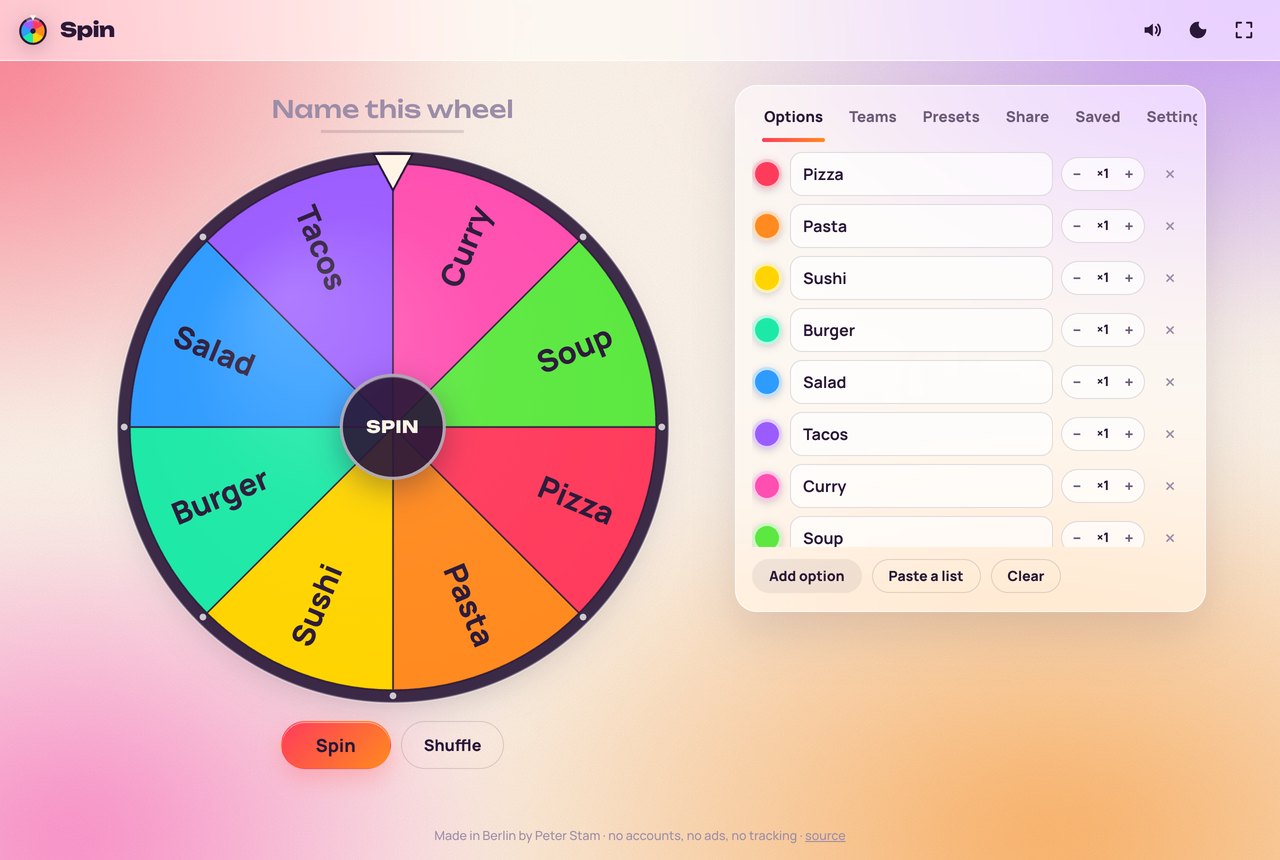 Spin
Name this wheel
Tacos
Curry
Salad
Soup
SPIN
Burger
Pizza
Sushi
Pasta
Spin
Shuffle
Options Teams Presets Share Saved Setting
Pizza − ×1 + ×
Pasta − ×1 + ×
Sushi − ×1 + ×
Burger − ×1 + ×
Salad − ×1 + ×
Tacos − ×1 + ×
Curry − ×1 + ×
Soup − ×1 + ×
Add option Paste a list Clear
Made in Berlin by Peter Stam · no accounts, no ads, no tracking · source